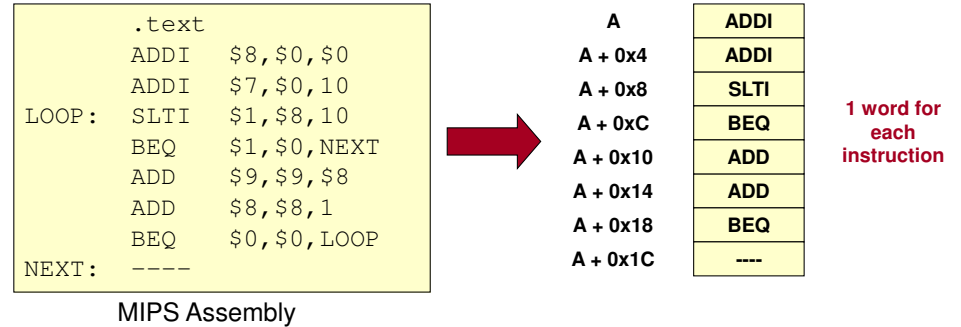 .text
ADDI $8,$0,$0
ADDI $7,$0,10
LOOP: SLTI $1,$8,10
BEQ $1,$0,NEXT
ADD $9,$9,$8
ADD $8,$8,1
BEQ $0,$0,LOOP
NEXT: ----
MIPS Assembly
A ADDI
A + 0x4 ADDI
A + 0x8 SLTI
A + 0xC BEQ
A + 0x10 ADD
A + 0x14 ADD
A + 0x18 BEQ
A + 0x1C ----
1 word for
each
instruction